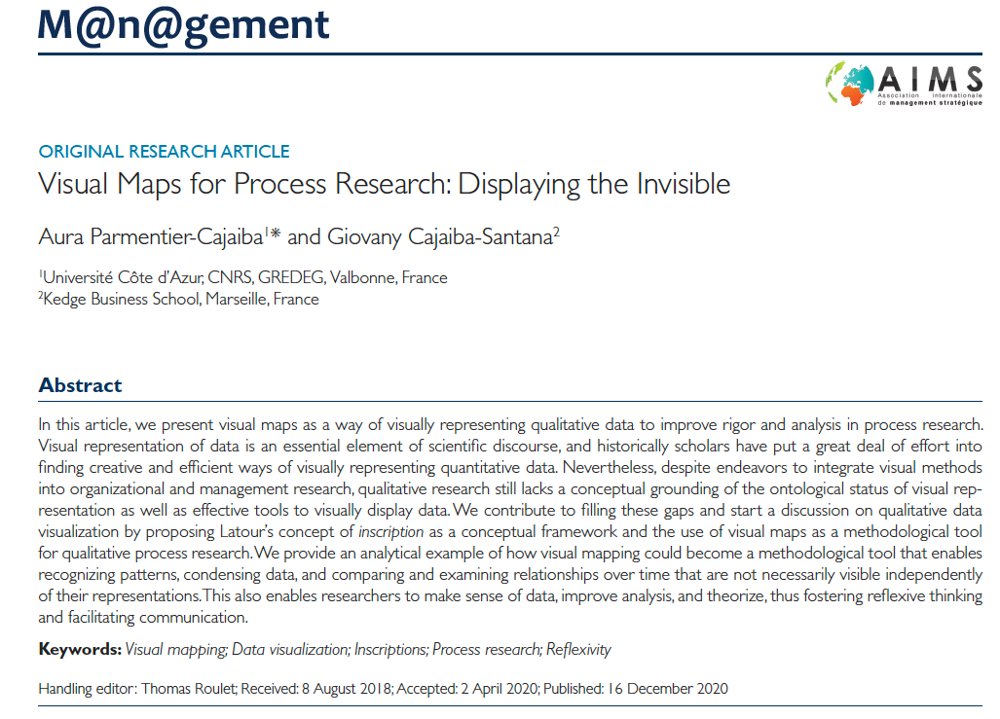 M@n@gement
AIMS
Association internationale
de management stratégique
ORIGINAL RESEARCH ARTICLE
Visual Maps for Process Research: Displaying the Invisible
Aura Parmentier-Cajaiba¹* and Giovany Cajaiba-Santana²
¹Université Côte d’Azur, CNRS, GREDEG, Valbonne, France
²Kedge Business School, Marseille, France
Abstract
In this article, we present visual maps as a way of visually representing qualitative data to improve rigor and analysis in process research.
Visual representation of data is an essential element of scientific discourse, and historically scholars have put a great deal of effort into
finding creative and efficient ways of visually representing quantitative data. Nevertheless, despite endeavors to integrate visual methods
into organizational and management research, qualitative research still lacks a conceptual grounding of the ontological status of visual rep-
resentation as well as effective tools to visually display data. We contribute to filling these gaps and start a discussion on qualitative data
visualization by proposing Latour’s concept of inscription as a conceptual framework and the use of visual maps as a methodological tool
for qualitative process research. We provide an analytical example of how visual mapping could become a methodological tool that enables
recognizing patterns, condensing data, and comparing and examining relationships over time that are not necessarily visible independently
of their representations. This also enables researchers to make sense of data, improve analysis, and theorize, thus fostering reflexive thinking
and facilitating communication.
Keywords: Visual mapping; Data visualization; Inscriptions; Process research; Reflexivity
Handling editor: Thomas Roulet; Received: 8 August 2018; Accepted: 2 April 2020; Published: 16 December 2020